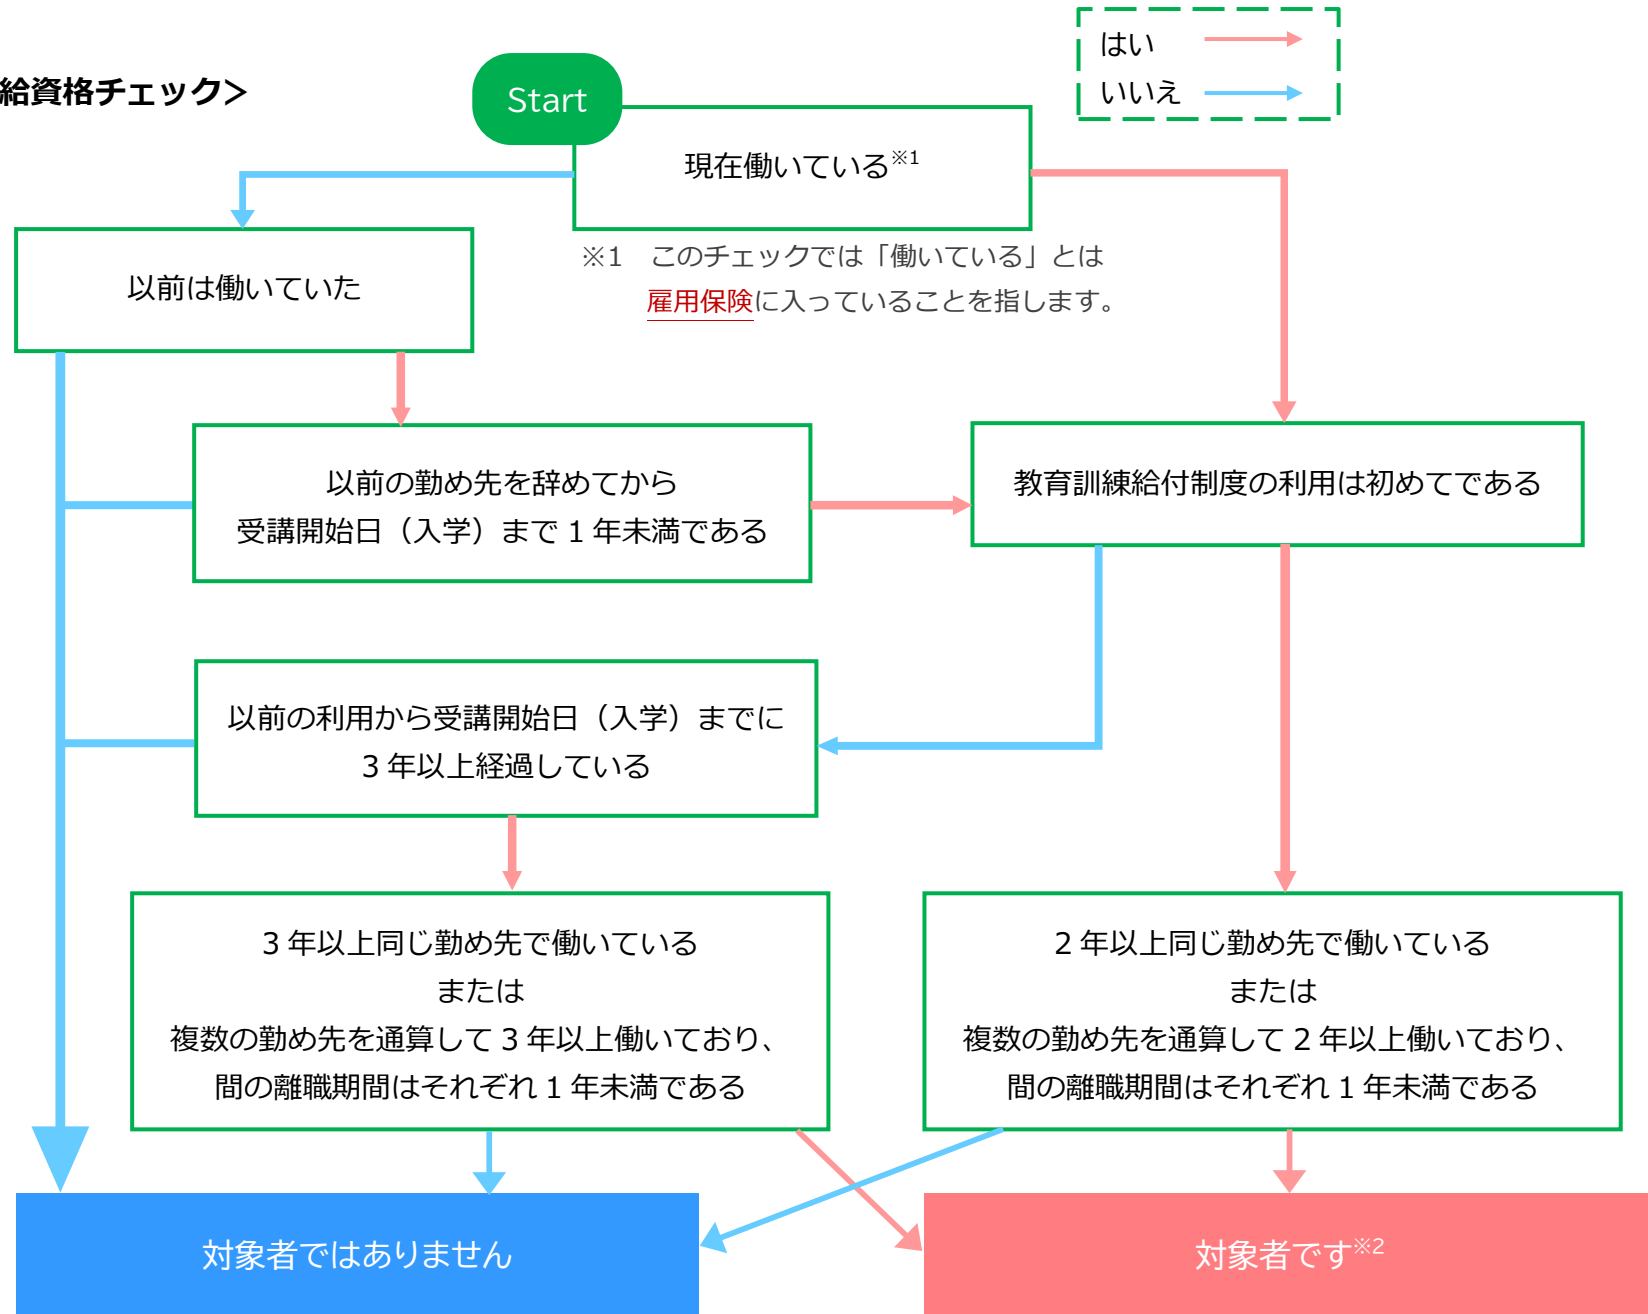 給資格チェック＞
はい
いいえ
Start
現在働いている※1
※1　このチェックでは「働いている」とは
雇用保険に入っていることを指します。
以前は働いていた
以前の勤め先を辞めてから
受講開始日（入学）まで 1 年未満である
教育訓練給付制度の利用は初めてである
以前の利用から受講開始日（入学）までに
3 年以上経過している
3 年以上同じ勤め先で働いている
または
複数の勤め先を通算して 3 年以上働いており、
間の離職期間はそれぞれ 1 年未満である
2 年以上同じ勤め先で働いている
または
複数の勤め先を通算して 2 年以上働いており、
間の離職期間はそれぞれ 1 年未満である
対象者ではありません
対象者です※2